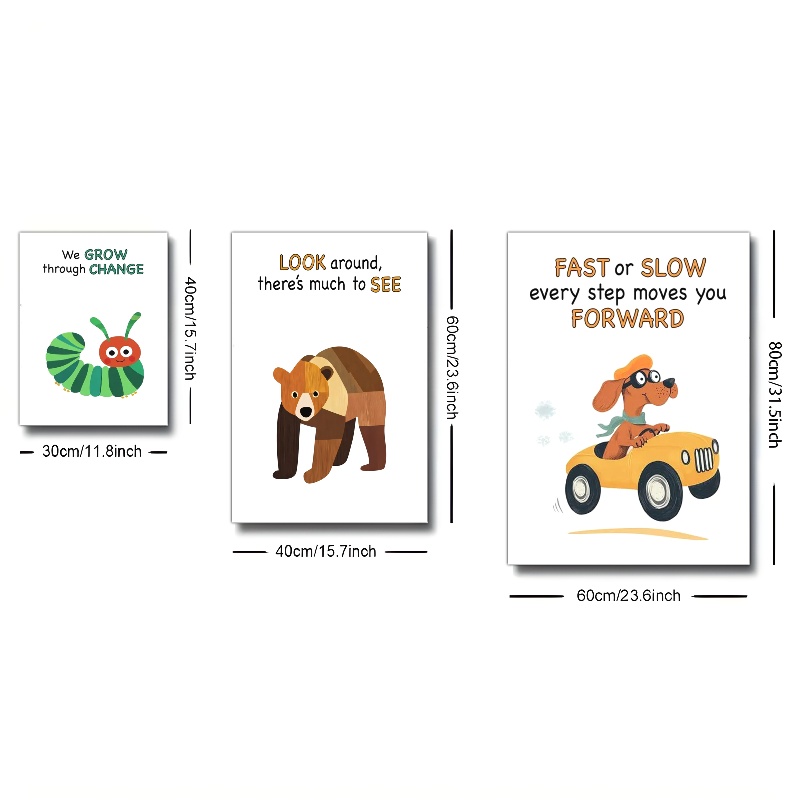 We GROW
through CHANGE
40cm/15.7inch
30cm/11.8inch
LOOK around,
there's much to SEE
60cm/23.6inch
40cm/15.7inch
FAST or SLOW
every step moves you
FORWARD
80cm/31.5inch
60cm/23.6inch